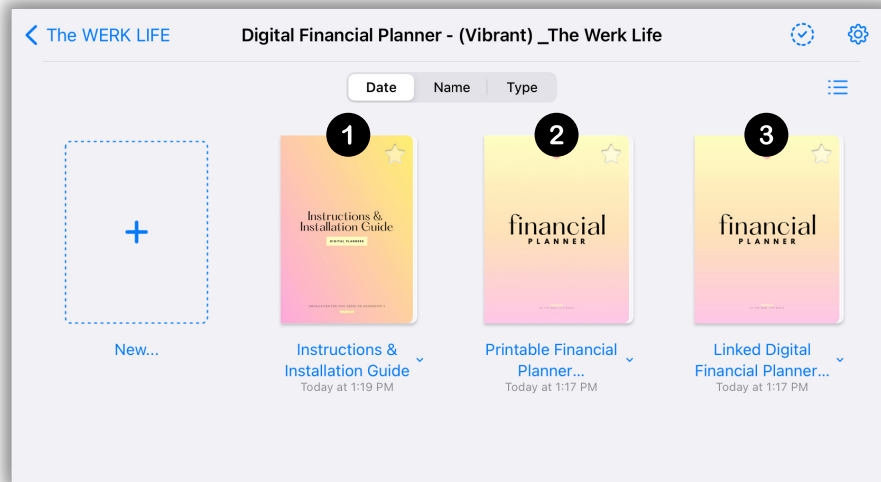 The WERK LIFE
Digital Financial Planner - (Vibrant) _The Werk Life
Date
Name
Type
1
2
3
Instructions &
Installation Guide
DIGITAL PLANNERS
financial
PLANNER
financial
PLANNER
New...
Instructions &
Installation Guide
Today at 1:19 PM
Printable Financial
Planner...
Today at 1:17 PM
Linked Digital
Financial Planner...
Today at 1:17 PM